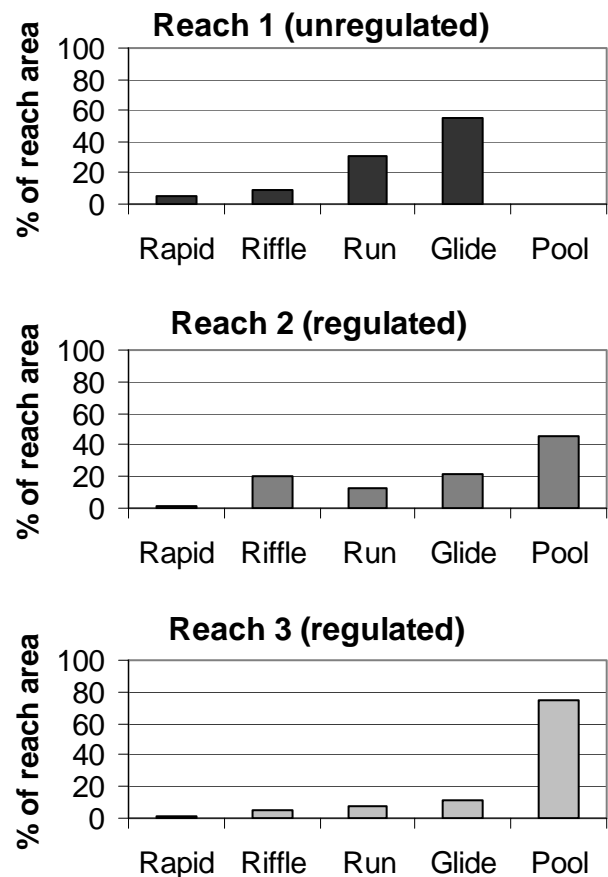 Reach 1 (unregulated)
% of reach area
100
80
60
40
20
0
Rapid Riffle Run Glide Pool
Reach 2 (regulated)
% of reach area
100
80
60
40
20
0
Rapid Riffle Run Glide Pool
Reach 3 (regulated)
% of reach area
100
80
60
40
20
0
Rapid Riffle Run Glide Pool